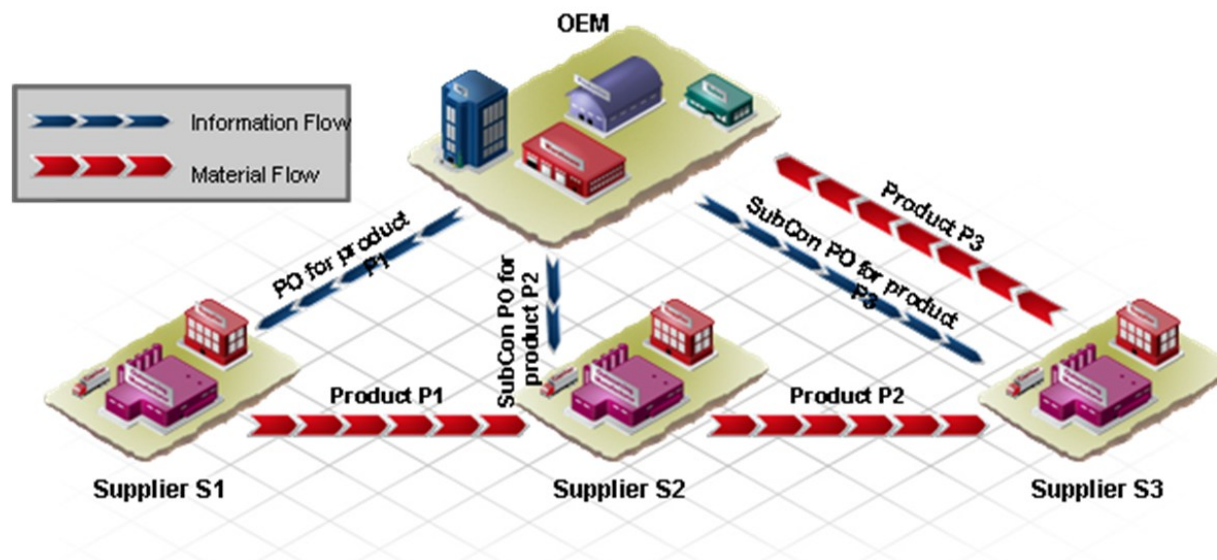 OEM
Information Flow
Material Flow
PO for product
P1
SubCon PO for
product P2
Product P3
SubCon PO for product
P3
Product P1
Product P2
Supplier S1
Supplier S2
Supplier S3